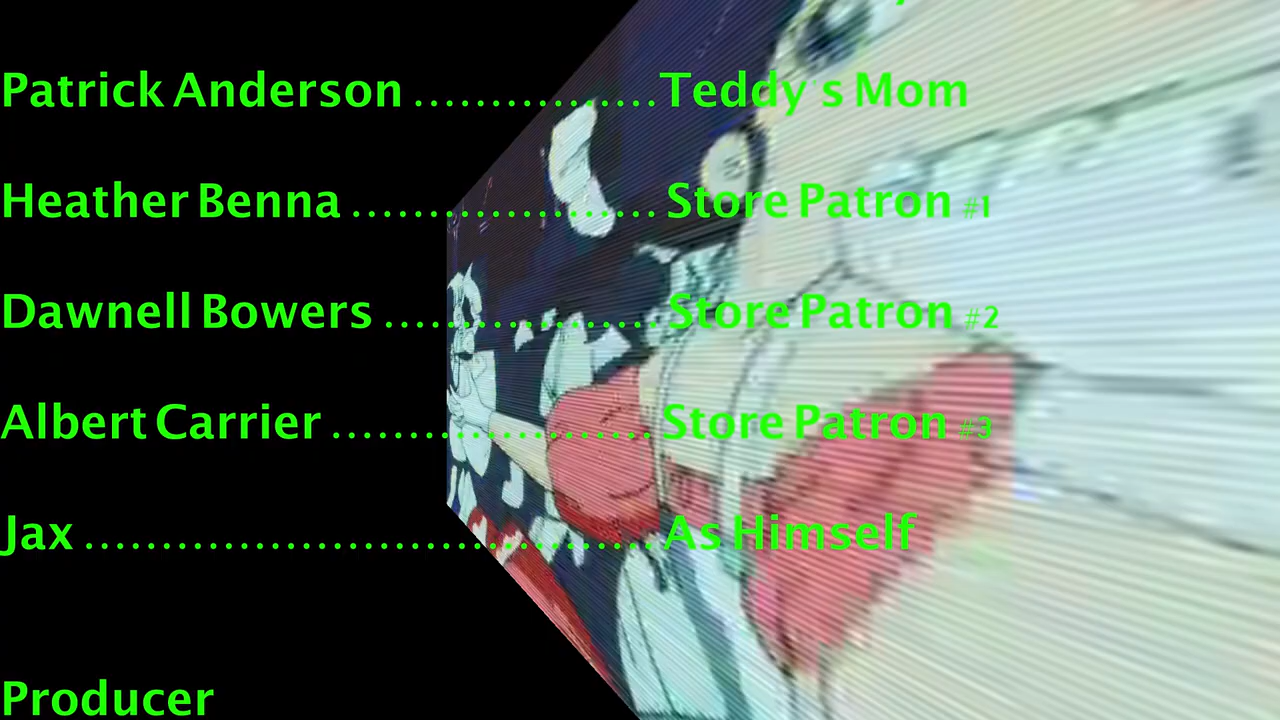 Patrick Anderson ................ Teddy's Mom
Heather Benna .................... Store Patron #1
Dawnell Bowers .................. Store Patron #2
Albert Carrier ..................... Store Patron #3
Jax ..................................... As Himself
Producer